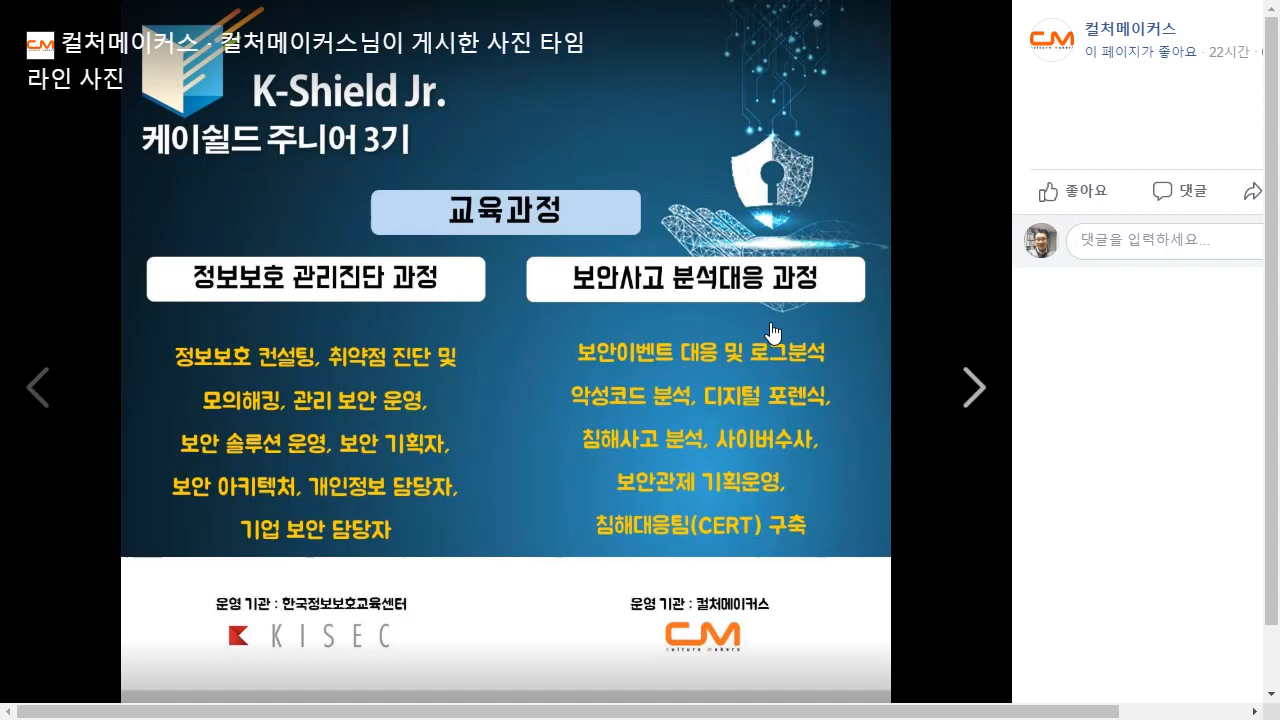 컬처메이커스 · 컬처메이커스님이 게시한 사진 타임
라인 사진
K-Shield Jr.
케이쉴드 주니어 3기
교육과정
정보보호 관리진단 과정
정보보호 컨설팅, 취약점 진단 및
모의해킹, 관리 보안 운영,
보안 솔루션 운영, 보안 기획자,
보안 아키텍처, 개인정보 담당자,
기업 보안 담당자
보안사고 분석대응 과정
보안이벤트 대응 및 로그분석
악성코드 분석, 디지털 포렌식,
침해사고 분석, 사이버수사,
보안관제 기획운영,
침해대응팀(CERT) 구축
운영 기관 : 한국정보보호교육센터
KISEC
운영 기관 : 컬처메이커스
CM
culture makers
CM
culture makers
컬처메이커스
이 페이지가 좋아요 · 22시간 ·
좋아요
댓글
댓글을 입력하세요...